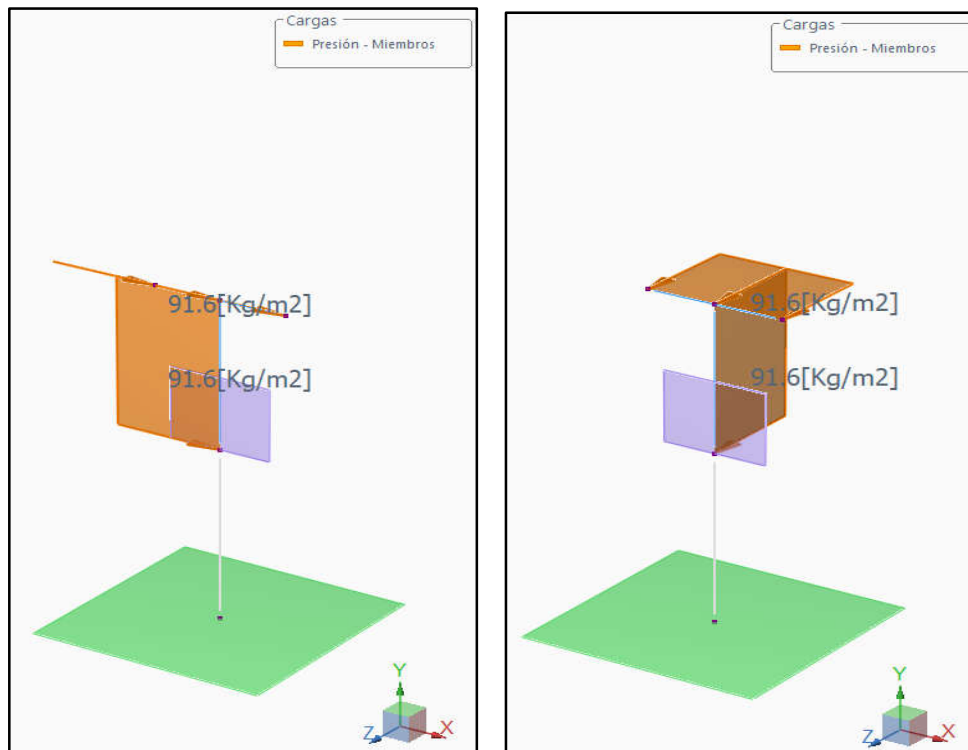 Cargas
Presión - Miembros
91.6[Kg/m2]
91.6[Kg/m2]
Y
Z
X
Cargas
Presión - Miembros
91.6[Kg/m2]
91.6[Kg/m2]
Y
Z
X